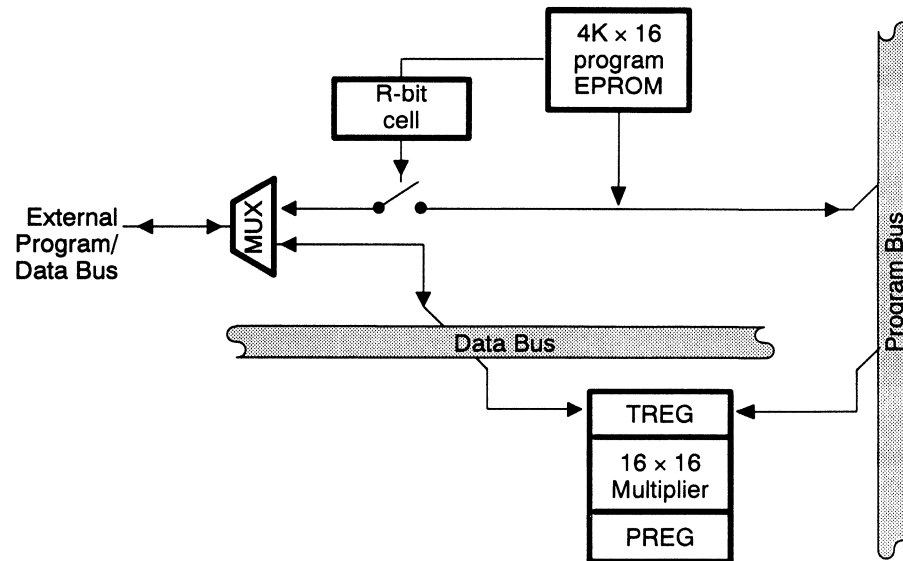 4K × 16
program
EPROM
R-bit
cell
External
Program/
Data Bus
MUX
Program Bus
Data Bus
TREG
16 × 16
Multiplier
PREG